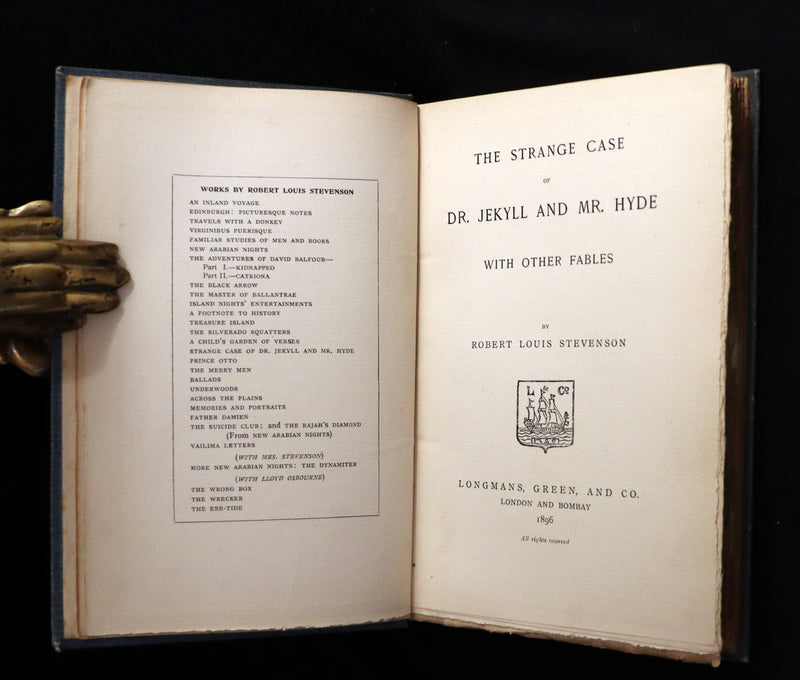 WORKS BY ROBERT LOUIS STEVENSON
AN INLAND VOYAGE
EDINBURGH: PICTURESQUE NOTES
TRAVELS WITH A DONKEY
VIRGINIBUS PUERISQUE
FAMILIAR STUDIES OF MEN AND BOOKS
NEW ARABIAN NIGHTS
THE ADVENTURES OF DAVID BALFOUR—
Part I.—KIDNAPPED
Part II.—CATRIONA
THE BLACK ARROW
THE MASTER OF BALLANTRAE
ISLAND NIGHTS' ENTERTAINMENTS
A FOOTNOTE TO HISTORY
TREASURE ISLAND
THE SILVERADO SQUATTERS
A CHILD'S GARDEN OF VERSES
STRANGE CASE OF DR. JEKYLL AND MR. HYDE
PRINCE OTTO
THE MERRY MEN
BALLADS
UNDERWOODS
ACROSS THE PLAINS
MEMORIES AND PORTRAITS
FATHER DAMIEN
THE SUICIDE CLUB: and THE RAJAH'S DIAMOND
(From NEW ARABIAN NIGHTS)
VAILIMA LETTERS
(WITH MRS. STEVENSON)
MORE NEW ARABIAN NIGHTS: THE DYNAMITER
(WITH LLOYD OSBOURNE)
THE WRONG BOX
THE WRECKER
THE EBB-TIDE
THE STRANGE CASE
OF
DR. JEKYLL AND MR. HYDE
WITH OTHER FABLES
BY
ROBERT LOUIS STEVENSON
L Co
LONGMANS, GREEN, AND CO.
LONDON AND BOMBAY
1896
All rights reserved